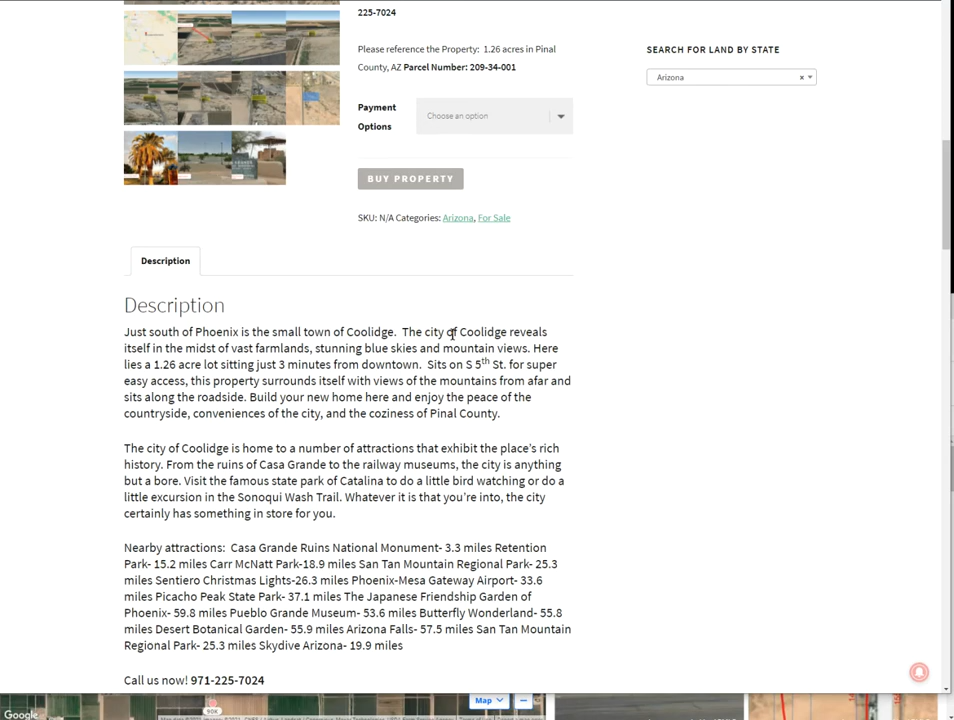 225-7024
Please reference the Property: 1.26 acres in Pinal
County, AZ Parcel Number: 209-34-001
SEARCH FOR LAND BY STATE
Arizona × 
Payment
Options
Choose an option
BUY PROPERTY
SKU: N/A Categories: Arizona, For Sale
Description
Description
Just south of Phoenix is the small town of Coolidge.  The city of Coolidge reveals
itself in the midst of vast farmlands, stunning blue skies and mountain views. Here
lies a 1.26 acre lot sitting just 3 minutes from downtown.  Sits on S 5th St. for super
easy access, this property surrounds itself with views of the mountains from afar and
sits along the roadside. Build your new home here and enjoy the peace of the
countryside, conveniences of the city, and the coziness of Pinal County.
The city of Coolidge is home to a number of attractions that exhibit the place's rich
history. From the ruins of Casa Grande to the railway museums, the city is anything
but a bore. Visit the famous state park of Catalina to do a little bird watching or do a
little excursion in the Sonoqui Wash Trail. Whatever it is that you're into, the city
certainly has something in store for you.
Nearby attractions:  Casa Grande Ruins National Monument- 3.3 miles Retention
Park- 15.2 miles Carr McNatt Park-18.9 miles San Tan Mountain Regional Park- 25.3
miles Sentiero Christmas Lights-26.3 miles Phoenix-Mesa Gateway Airport- 33.6
miles Picacho Peak State Park- 37.1 miles The Japanese Friendship Garden of
Phoenix- 59.8 miles Pueblo Grande Museum- 53.6 miles Butterfly Wonderland- 55.8
miles Desert Botanical Garden- 55.9 miles Arizona Falls- 57.5 miles San Tan Mountain
Regional Park- 25.3 miles Skydive Arizona- 19.9 miles
Call us now! 971-225-7024
Map
Google